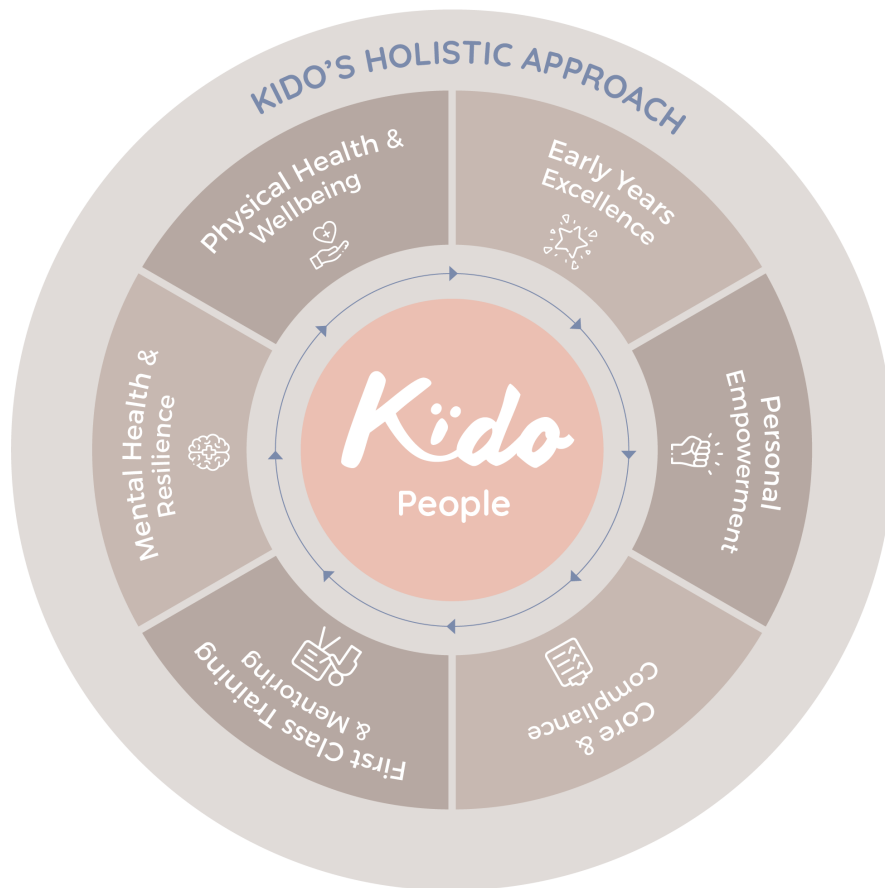 KIDO'S HOLISTIC APPROACH
Early Years
Excellence
Personal
Empowerment
Core &
Compliance
First Class Training
& Mentoring
Mental Health &
Resilience
Physical Health &
Wellbeing
Kïdo
People